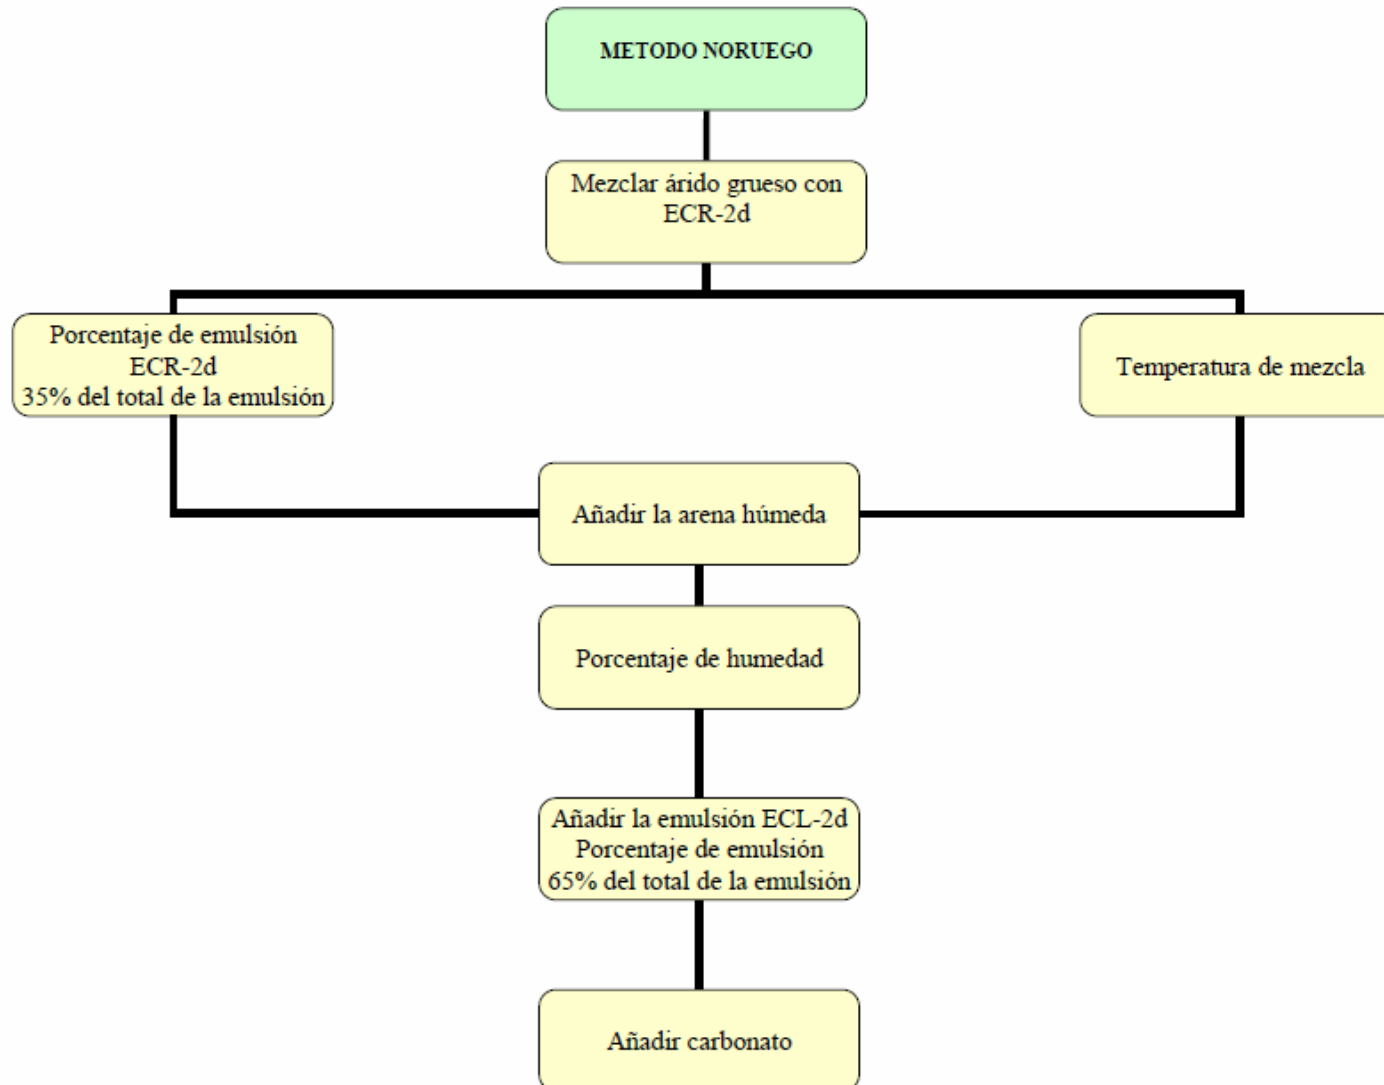 METODO NORUEGO
Mezclar árido grueso con
ECR-2d
Porcentaje de emulsión
ECR-2d
35% del total de la emulsión
Temperatura de mezcla
Añadir la arena húmeda
Porcentaje de humedad
Añadir la emulsión ECL-2d
Porcentaje de emulsión
65% del total de la emulsión
Añadir carbonato